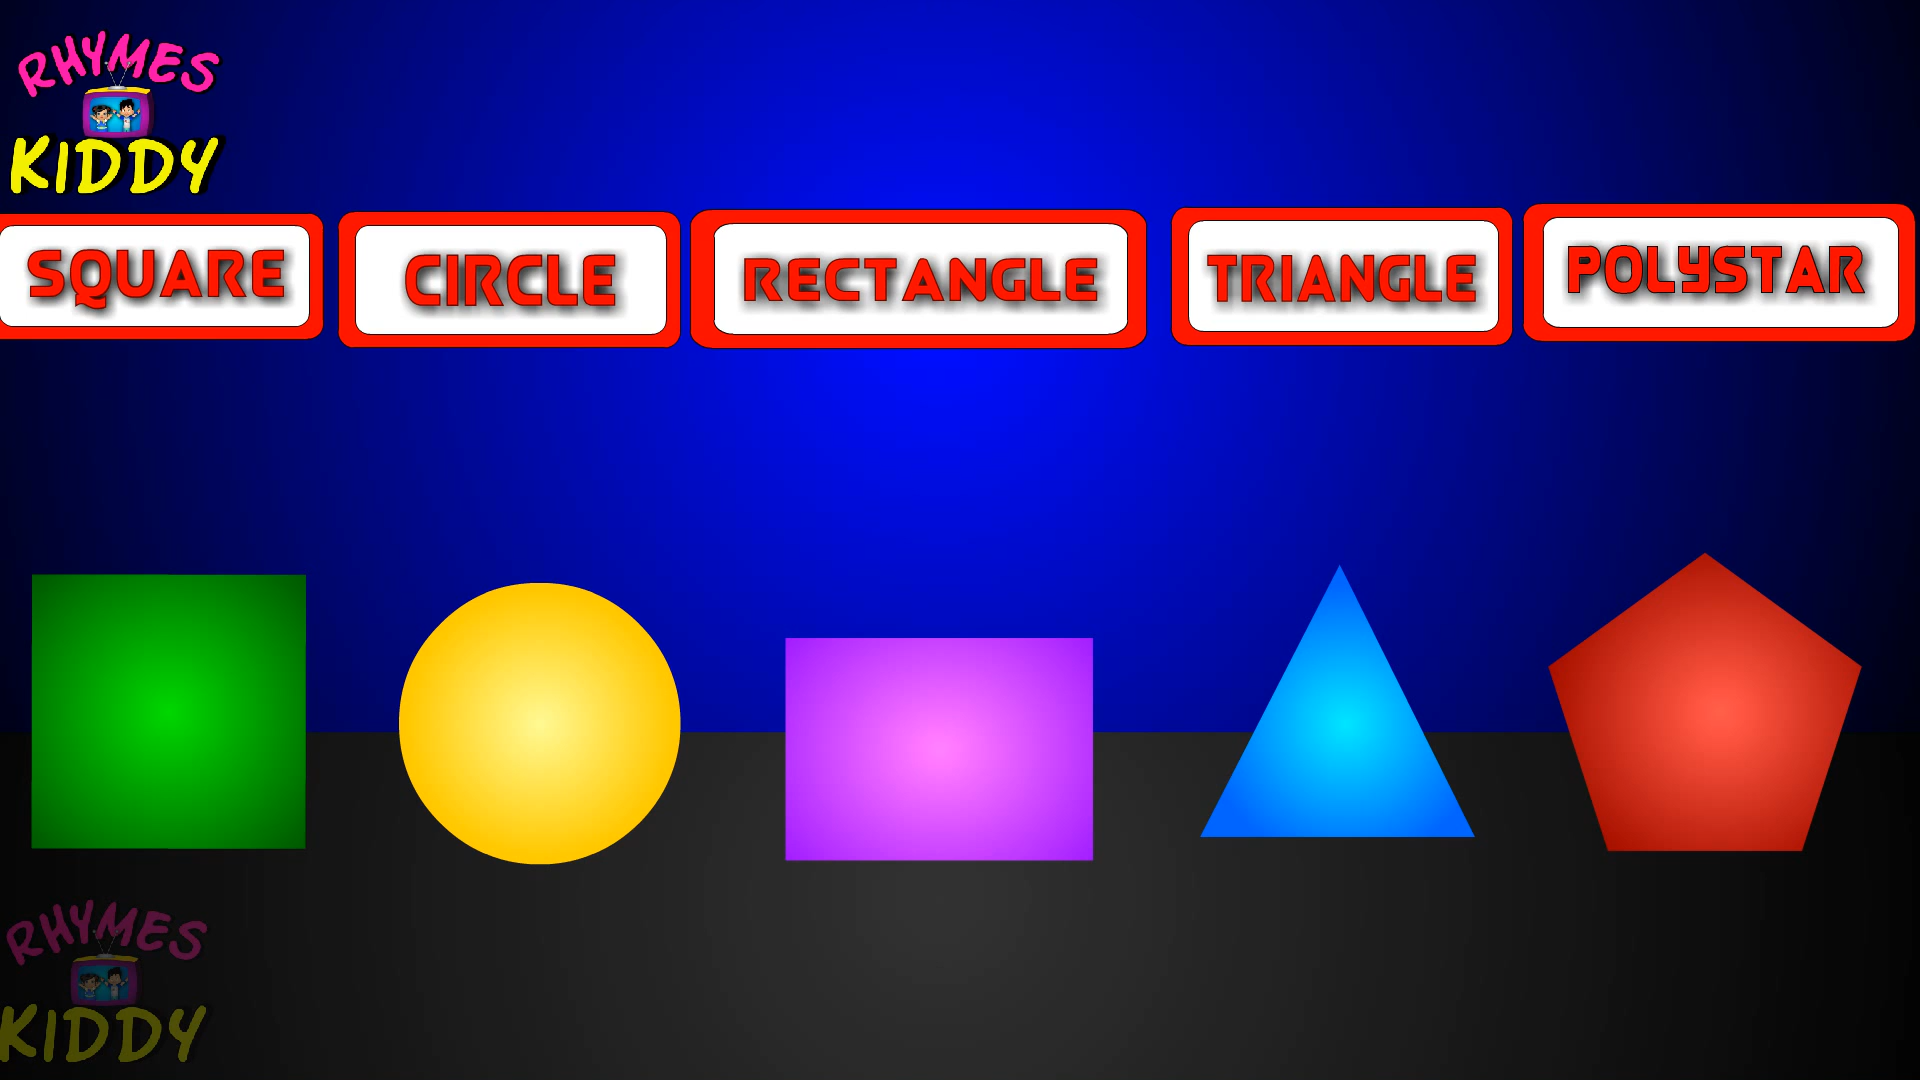 RHYMES
KIDDY
SQUARE
CIRCLE
RECTANGLE
TRIANGLE
POLYSTAR
RHYMES
KIDDY